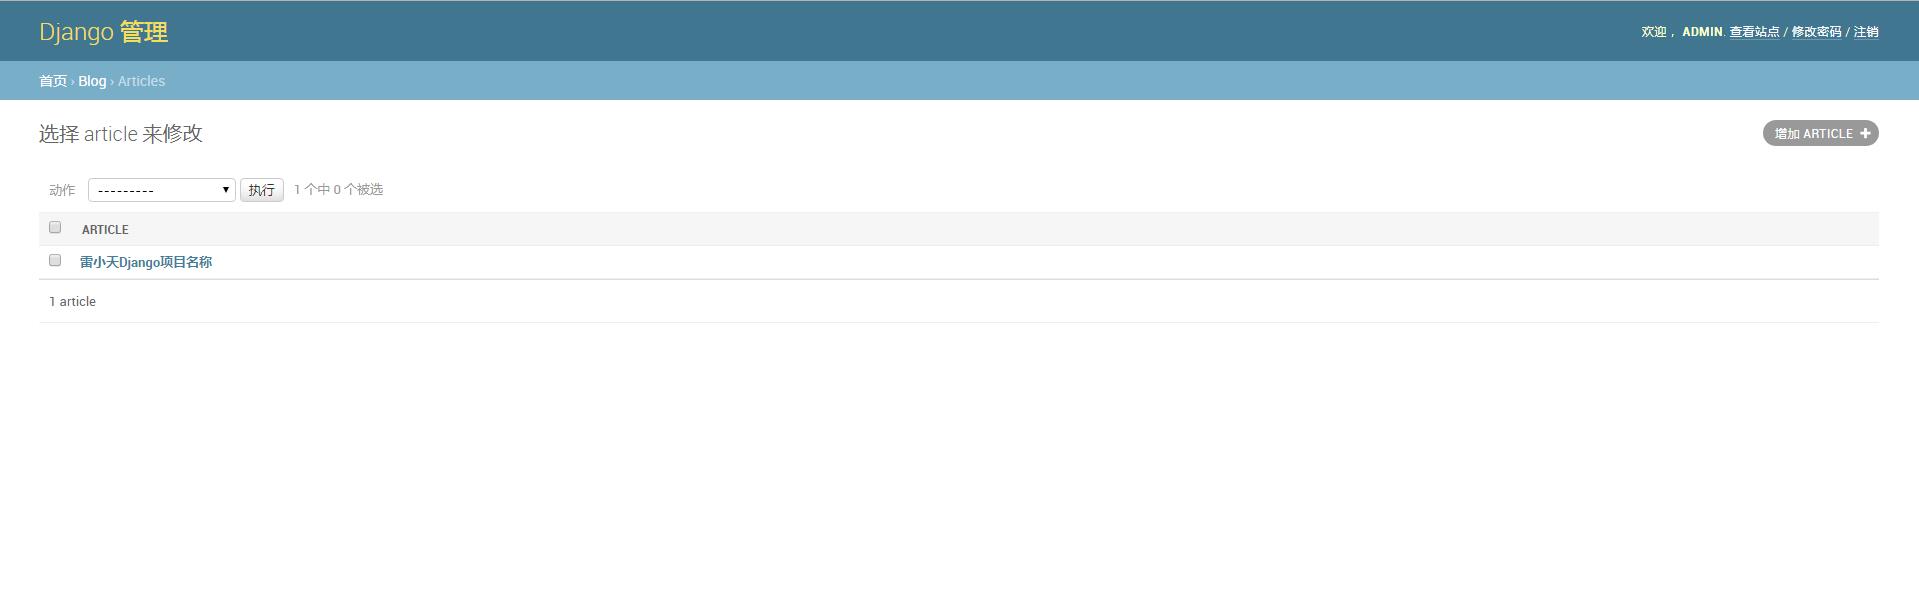 Django 管理
欢迎， ADMIN. 查看站点 / 修改密码 / 注销
首页 › Blog › Articles
选择 article 来修改
增加 ARTICLE +
动作 --------- 执行 1 个中 0 个被选
ARTICLE
雷小天Django项目名称
1 article